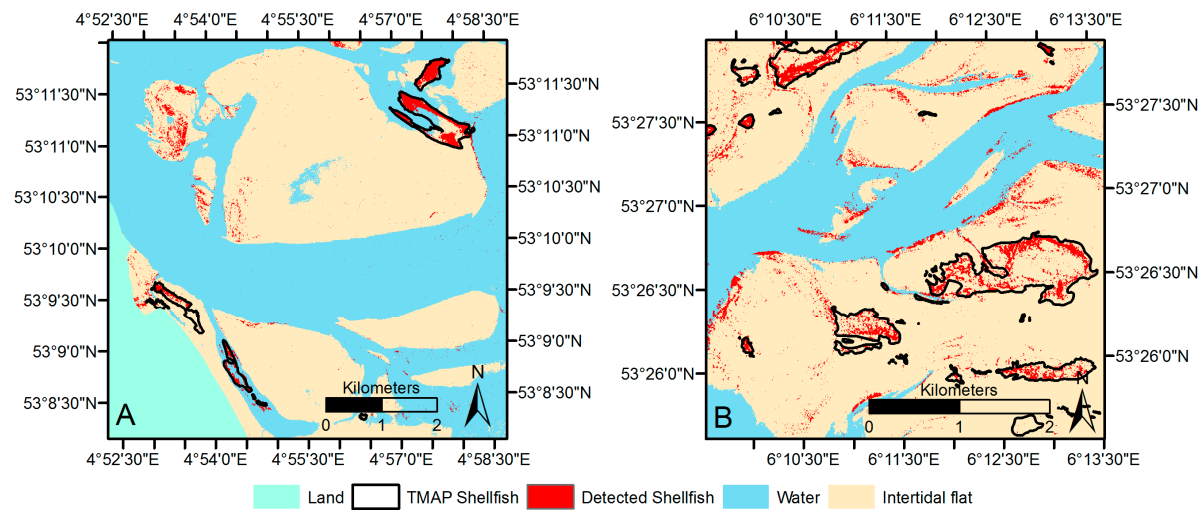 4°52'30"E 4°54'0"E 4°55'30"E 4°57'0"E 4°58'30"E
53°11'30"N
53°11'0"N
53°10'30"N
53°10'0"N
53°9'30"N
53°9'0"N
53°8'30"N
53°11'30"N
53°11'0"N
53°10'30"N
53°10'0"N
53°9'30"N
53°9'0"N
53°8'30"N
A
Kilometers
0 1 2
N
4°52'30"E 4°54'0"E 4°55'30"E 4°57'0"E 4°58'30"E
6°10'30"E 6°11'30"E 6°12'30"E 6°13'30"E
53°27'30"N
53°27'0"N
53°26'30"N
53°26'0"N
53°27'30"N
53°27'0"N
53°26'30"N
53°26'0"N
B
Kilometers
0 1 2
N
6°10'30"E 6°11'30"E 6°12'30"E 6°13'30"E
Land TMAP Shellfish Detected Shellfish Water Intertidal flat